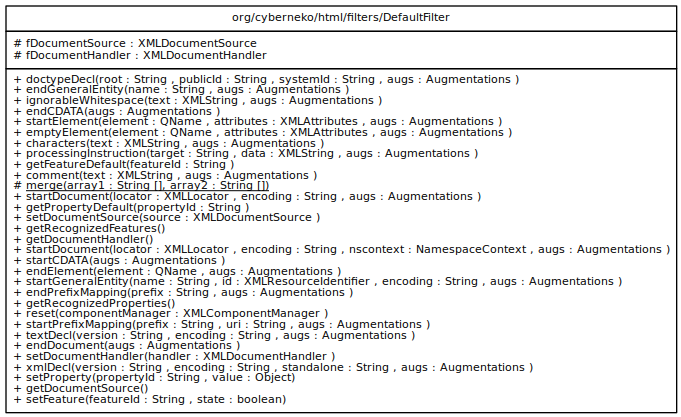 org/cyberneko/html/filters/DefaultFilter
# fDocumentSource : XMLDocumentSource
# fDocumentHandler : XMLDocumentHandler
+ doctypeDecl(root : String , publicId : String , systemId : String , augs : Augmentations )
+ endGeneralEntity(name : String , augs : Augmentations )
+ ignorableWhitespace(text : XMLString , augs : Augmentations )
+ endCDATA(augs : Augmentations )
+ startElement(element : QName , attributes : XMLAttributes , augs : Augmentations )
+ emptyElement(element : QName , attributes : XMLAttributes , augs : Augmentations )
+ characters(text : XMLString , augs : Augmentations )
+ processingInstruction(target : String , data : XMLString , augs : Augmentations )
+ getFeatureDefault(featureId : String )
+ comment(text : XMLString , augs : Augmentations )
# merge(array1 : String [], array2 : String [])
+ startDocument(locator : XMLLocator , encoding : String , augs : Augmentations )
+ getPropertyDefault(propertyId : String )
+ setDocumentSource(source : XMLDocumentSource )
+ getRecognizedFeatures()
+ getDocumentHandler()
+ startDocument(locator : XMLLocator , encoding : String , nscontext : NamespaceContext , augs : Augmentations )
+ startCDATA(augs : Augmentations )
+ endElement(element : QName , augs : Augmentations )
+ startGeneralEntity(name : String , id : XMLResourceIdentifier , encoding : String , augs : Augmentations )
+ endPrefixMapping(prefix : String , augs : Augmentations )
+ getRecognizedProperties()
+ reset(componentManager : XMLComponentManager )
+ startPrefixMapping(prefix : String , uri : String , augs : Augmentations )
+ textDecl(version : String , encoding : String , augs : Augmentations )
+ endDocument(augs : Augmentations )
+ setDocumentHandler(handler : XMLDocumentHandler )
+ xmlDecl(version : String , encoding : String , standalone : String , augs : Augmentations )
+ setProperty(propertyId : String , value : Object)
+ getDocumentSource()
+ setFeature(featureId : String , state : boolean)